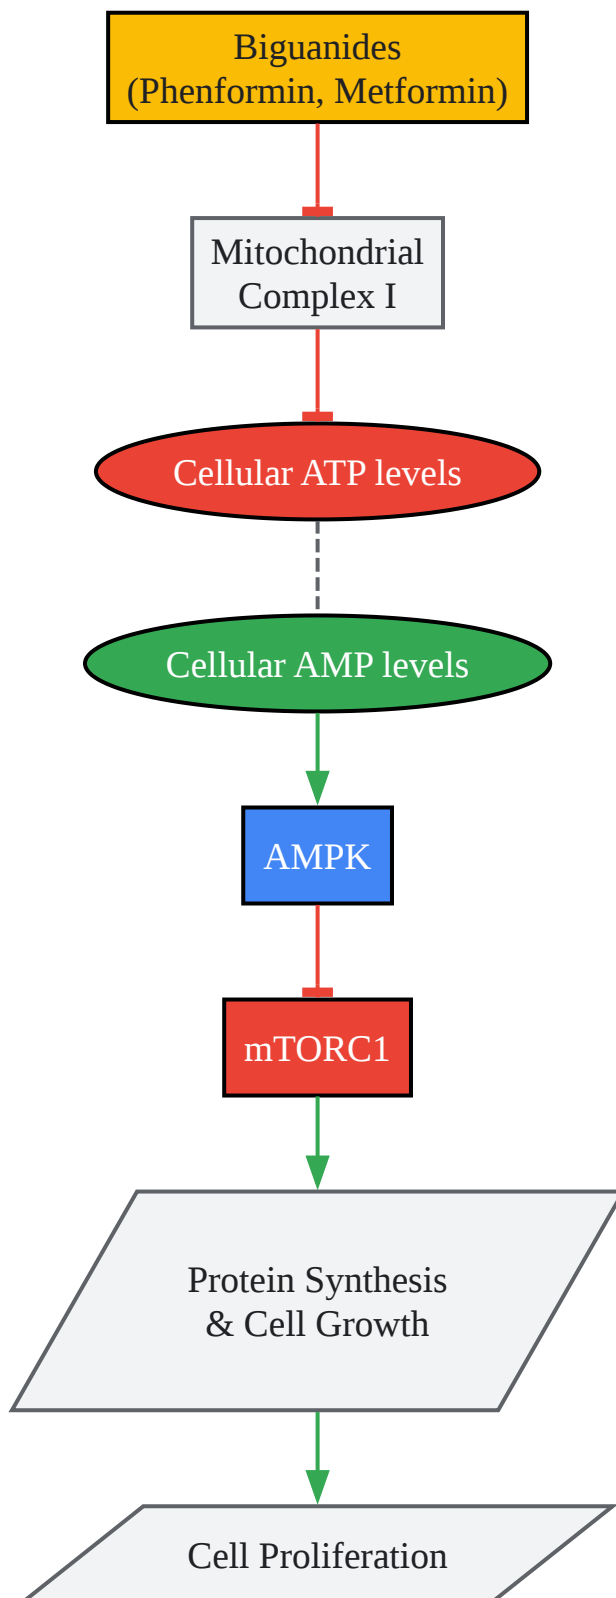 Biguanides
(Phenformin, Metformin)
Mitochondrial
Complex I
Cellular ATP levels
Cellular AMP levels
AMPK
mTORC1
Protein Synthesis
& Cell Growth
Cell Proliferation